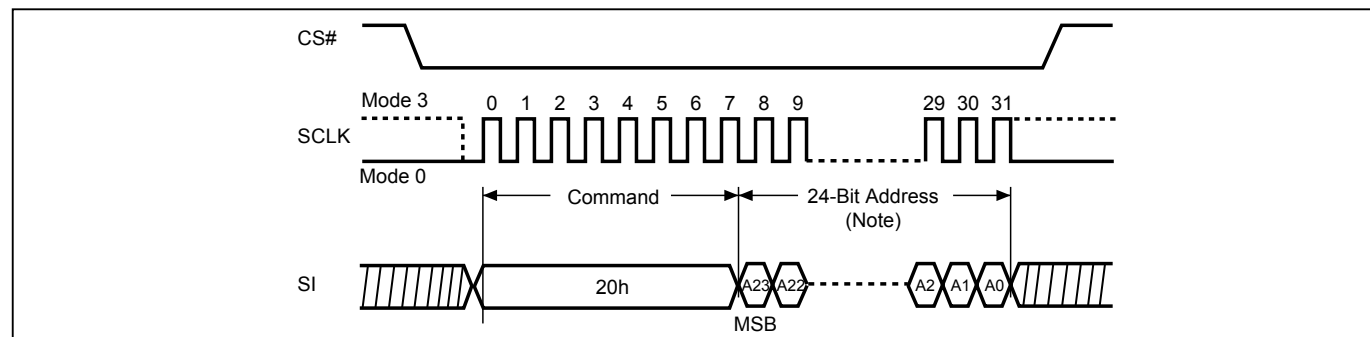 CS#
Mode 3
0 1 2 3 4 5 6 7 8 9 29 30 31
SCLK
Mode 0
Command
24-Bit Address
(Note)
SI
20h
A23 A22 A2 A1 A0
MSB